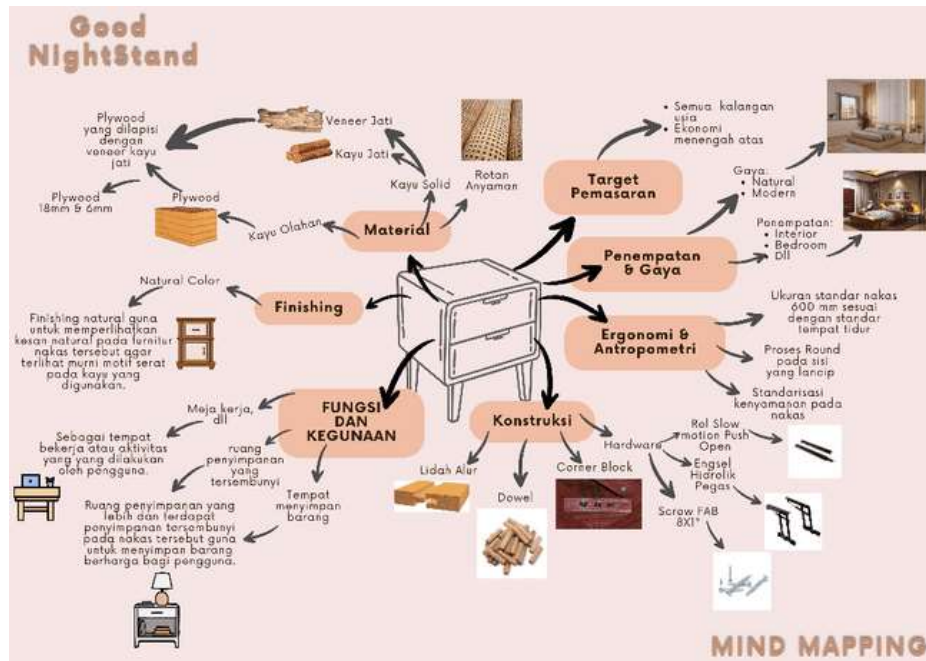 Good
NightStand
Plywood
yang dilapisi
dengan
veneer kayu
jati
Veneer Jati
Kayu Jati
Kayu Solid
Rotan
Anyaman
Plywood
18mm & 6mm
Plywood
Kayu Olahan
Material
Target
Pemasaran
• Semua kalangan
usia
• Ekonomi
menengah atas
Gaya:
• Natural
• Modern
Penempatan:
• Interior
• Bedroom
• Dll
Penempatan
& Gaya
Natural Color
Finishing
Finishing natural guna
untuk memperlihatkan
kesan natural pada furnitur
nakas tersebut agar
terlihat murni motif serat
pada kayu yang
digunakan.
Ergonomi &
Antropometri
Ukuran standar nakas
600 mm sesuai
dengan standar
tempat tidur
Proses Round
pada sisi
yang lancip
Standarisasi
kenyamanan pada
nakas
FUNGSI
DAN
KEGUNAAN
Meja kerja,
dll
Sebagai tempat
bekerja atau aktivitas
yang yang dilakukan
oleh pengguna.
ruang
penyimpanan
yang
tersembunyi
Tempat
menyimpan
barang
Ruang penyimpanan yang
lebih dan terdapat
penyimpanan tersembunyi
pada nakas tersebut guna
untuk menyimpan barang
berharga bagi pengguna.
Konstruksi
Lidah Alur
Dowel
Corner Block
Hardware
Rel Slow
motion Push
Open
Engsel
Hidrolik
Pegas
Screw FAB
8X1"
MIND MAPPING